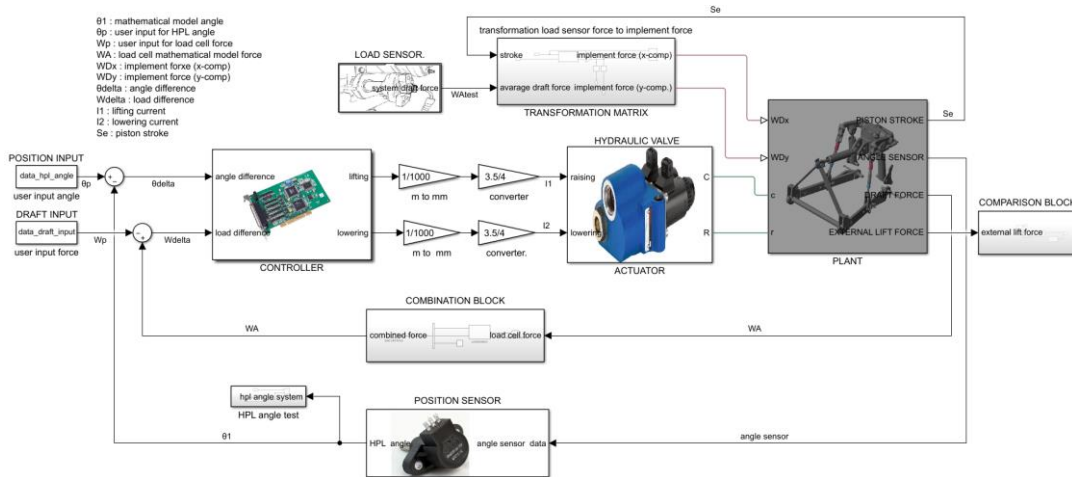 θ1 : mathematical model angle
θp : user input for HPL angle
Wp : user input for load cell force
WA : load cell mathematical model force
WDx : implement forxe (x-comp)
WDy : implement force (y-comp)
θdelta : angle difference
Wdelta : load difference
I1 : lifting current
I2 : lowering current
Se : piston stroke
Se
transformation load sensor force to implement force
LOAD SENSOR.
system draft force
WAtest
stroke
implement force (x-comp)
avarage draft force
implement force (y-comp.)
TRANSFORMATION MATRIX
POSITION INPUT
data_hpl_angle
user input angle
θp
θdelta
DRAFT INPUT
data_draft_input
user input force
Wp
Wdelta
angle difference
lifting
load difference
lowering
CONTROLLER
1/1000
m to mm
3.5/4
converter
I1
1/1000
m to mm
3.5/4
converter.
I2
HYDRAULIC VALVE
raising
C
lowering
R
ACTUATOR
WDx
PISTON STROKE
Se
WDy
ANGLE SENSOR
c
DRAFT FORCE
r
EXTERNAL LIFT FORCE
PLANT
COMPARISON BLOCK
external lift force
COMBINATION BLOCK
WA
combined force
load cell force
WA
hpl angle system
HPL angle test
POSITION SENSOR
θ1
HPL angle
angle sensor data
angle sensor